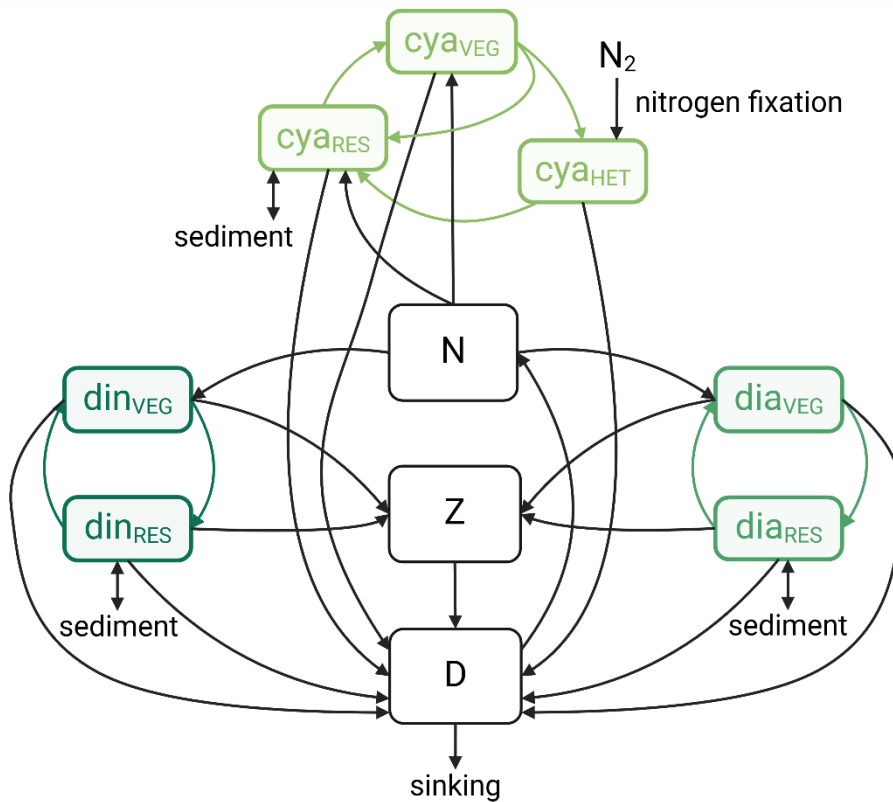 cyaVEG
N2
nitrogen fixation
cyaRES
cyaHET
sediment
N
dinVEG
diaVEG
Z
dinRES
diaRES
sediment
sediment
D
sinking